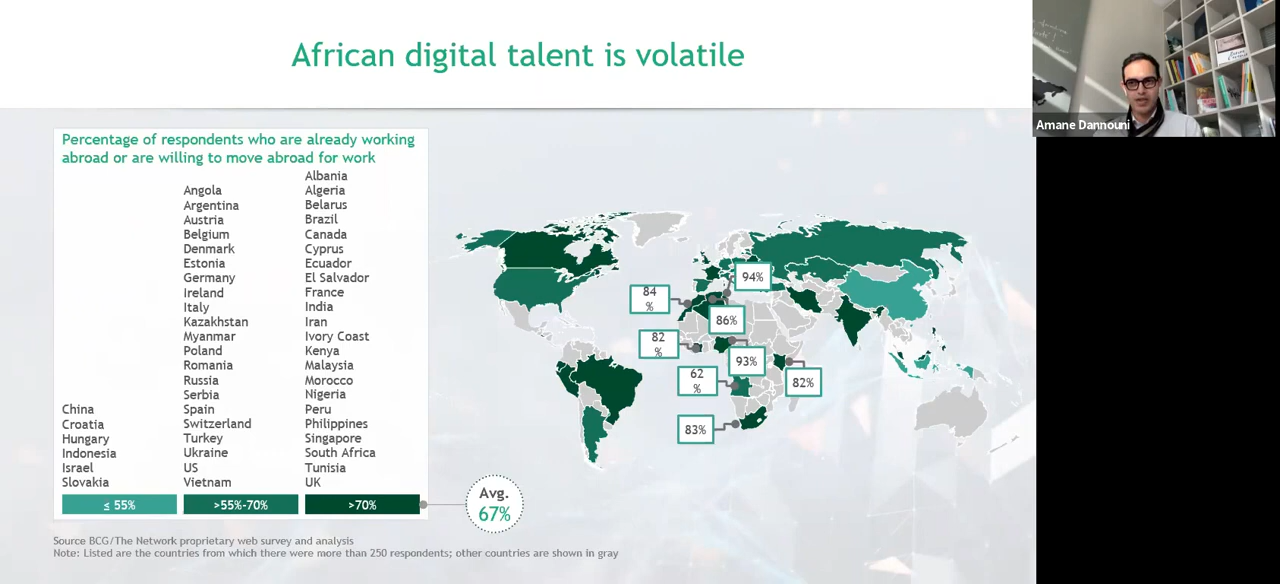 African digital talent is volatile
Amane Dannouni
Percentage of respondents who are already working
abroad or are willing to move abroad for work
China
Croatia
Hungary
Indonesia
Israel
Slovakia
≤ 55%
Angola
Argentina
Austria
Belgium
Denmark
Estonia
Germany
Ireland
Italy
Kazakhstan
Myanmar
Poland
Romania
Russia
Serbia
Spain
Switzerland
Turkey
Ukraine
US
Vietnam
>55%-70%
Albania
Algeria
Belarus
Brazil
Canada
Cyprus
Ecuador
El Salvador
France
India
Iran
Ivory Coast
Kenya
Malaysia
Morocco
Nigeria
Peru
Philippines
Singapore
South Africa
Tunisia
UK
>70%
Avg.
67%
94%
84
%
86%
82
%
93%
62
%
82%
83%
Source BCG/The Network proprietary web survey and analysis
Note: Listed are the countries from which there were more than 250 respondents; other countries are shown in gray